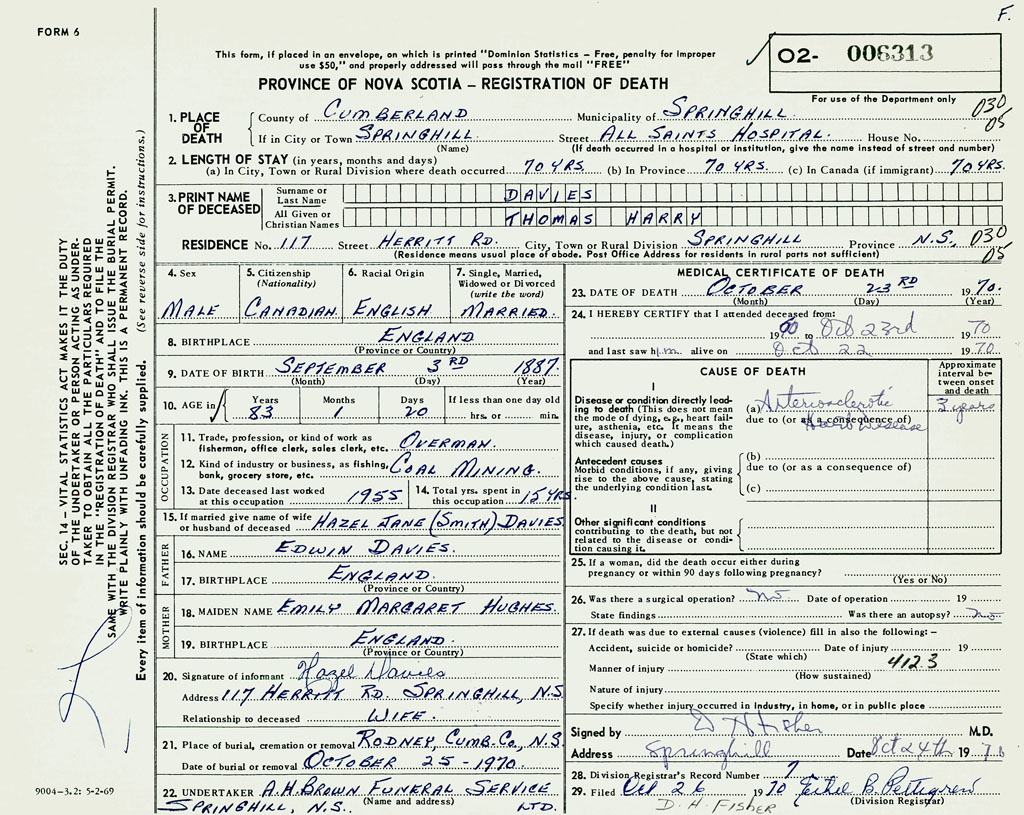 F.
FORM 6
This form, if placed in an envelope, on which is printed "Dominion Statistics – Free, penalty for improper
use $50," and properly addressed will pass through the mail "FREE"
O2- 006313
PROVINCE OF NOVA SCOTIA – REGISTRATION OF DEATH
For use of the Department only
1. PLACE OF DEATH
County of CUMBERLAND Municipality of SPRINGHILL 030
If in City or Town SPRINGHILL Street ALL SAINTS HOSPITAL. House No. 05
(Name) (If death occurred in a hospital or institution, give the name instead of street and number)
2. LENGTH OF STAY (in years, months and days)
(a) In City, Town or Rural Division where death occurred 70 YRS. (b) In Province 70 YRS. (c) In Canada (if immigrant) 70 YRS.
3. PRINT NAME OF DECEASED
Surname or Last Name DAVIES
All Given or Christian Names THOMAS HARRY
RESIDENCE No. 117 Street HERRITT RD. City, Town or Rural Division SPRINGHILL Province N.S. 030
(Residence means usual place of abode. Post Office Address for residents in rural parts not sufficient) 05
4. Sex
MALE
5. Citizenship
(Nationality)
CANADIAN.
6. Racial Origin
ENGLISH
7. Single, Married,
Widowed or Divorced
(write the word)
MARRIED.
8. BIRTHPLACE ENGLAND
(Province or Country)
9. DATE OF BIRTH SEPTEMBER 3RD 1887.
(Month) (Day) (Year)
10. AGE in
Years Months Days If less than one day old
83 1 20 hrs. or min.
OCCUPATION
11. Trade, profession, or kind of work as
fisherman, office clerk, sales clerk, etc. OVERMAN.
12. Kind of industry or business, as fishing,
bank, grocery store, etc. COAL MINING.
13. Date deceased last worked
at this occupation 1955
14. Total yrs. spent in
this occupation 15 YRS.
15. If married give name of wife
or husband of deceased HAZEL JANE (SMITH) DAVIES
FATHER
16. NAME EDWIN DAVIES.
17. BIRTHPLACE ENGLAND.
(Province or Country)
MOTHER
18. MAIDEN NAME EMILY MARGARET HUGHES.
19. BIRTHPLACE ENGLAND.
(Province or Country)
20. Signature of informant Hazel Davies
Address 117 HERRITT RD. SPRINGHILL, N.S.
Relationship to deceased WIFE.
21. Place of burial, cremation or removal RODNEY, CUMB. CO., N.S.
Date of burial or removal OCTOBER 25 - 1970.
22. UNDERTAKER A.H. BROWN FUNERAL SERVICE
(Name and address) LTD.
SPRINGHILL, N.S.
MEDICAL CERTIFICATE OF DEATH
23. DATE OF DEATH OCTOBER 23RD 1970.
(Month) (Day) (Year)
24. I HEREBY CERTIFY that I attended deceased from:
19 to Oct 23rd 1970
and last saw him alive on Oct 22 1970.
CAUSE OF DEATH
Approximate
interval be-
tween onset
and death
I
Disease or condition directly lead-
ing to death (This does not mean
the mode of dying, e.g., heart fail-
ure, asthenia, etc. It means the
disease, injury, or complication
which caused death.)
(a) Arteriosclerotic 3 years
due to (or as a consequence of)
Heart Disease
Antecedent causes
Morbid conditions, if any, giving
rise to the above cause, stating
the underlying condition last.
(b)
due to (or as a consequence of)
(c)
II
Other significant conditions
contributing to the death, but not
related to the disease or condi-
tion causing it.
25. If a woman, did the death occur either during
pregnancy or within 90 days following pregnancy?
(Yes or No)
26. Was there a surgical operation? no Date of operation 19
State findings Was there an autopsy? no
27. If death was due to external causes (violence) fill in also the following: –
Accident, suicide or homicide? Date of injury 19
(State which) 4123
Manner of injury
(How sustained)
Nature of injury
Specify whether injury occurred in industry, in home, or in public place
Signed by D H Fisher M.D.
Address Springhill Date Oct 24th 1970
28. Division Registrar's Record Number 7
29. Filed Oct 26 1970 Ethel B. Pettigrew
(Division Registrar)
D. H. FISHER
SEC. 14 – VITAL STATISTICS ACT MAKES IT THE DUTY
OF THE UNDERTAKER OR PERSON ACTING AS UNDER-
TAKER TO OBTAIN ALL THE PARTICULARS REQUIRED
IN THE "REGISTRATION OF DEATH" AND TO FILE THE
SAME WITH THE DIVISION REGISTRAR WHO SHALL ISSUE THE BURIAL PERMIT.
WRITE PLAINLY WITH UNFADING INK. THIS IS A PERMANENT RECORD.
Every item of information should be carefully supplied. (See reverse side for instructions.)
9004–3.2: 5-2-69